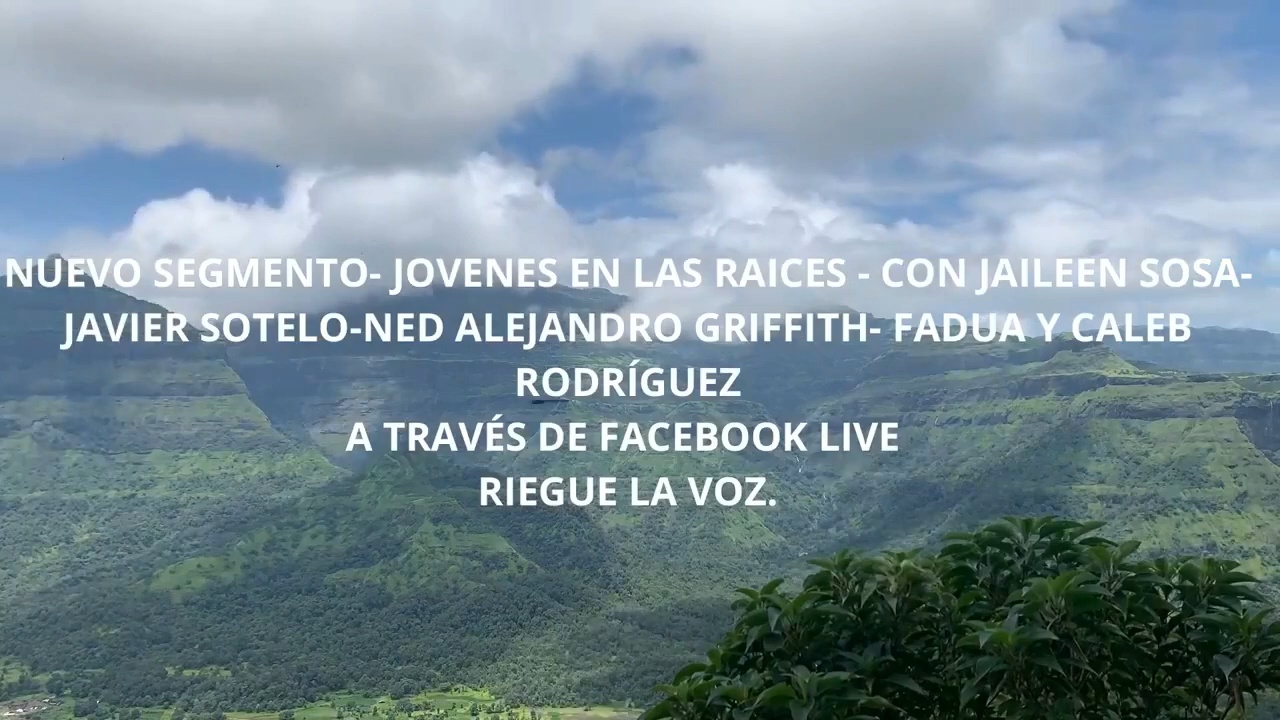 NUEVO SEGMENTO- JOVENES EN LAS RAICES - CON JAILEEN SOSA-
JAVIER SOTELO-NED ALEJANDRO GRIFFITH- FADUA Y CALEB
RODRÍGUEZ
A TRAVÉS DE FACEBOOK LIVE
RIEGUE LA VOZ.